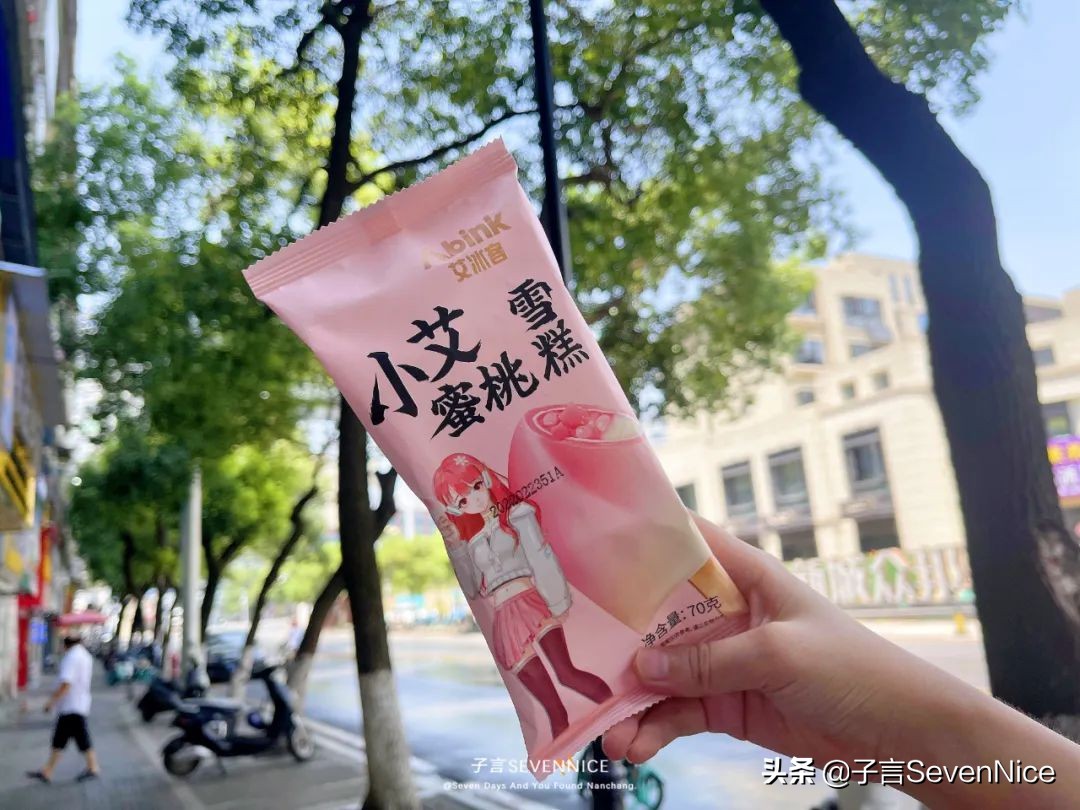 Abink
艾冰客
小艾
雪糕
蜜桃
2022022351A
净含量: 70克
子言SEVENNICE
@Seven Days And You Found Nanchang.
头条 @子言SevenNice